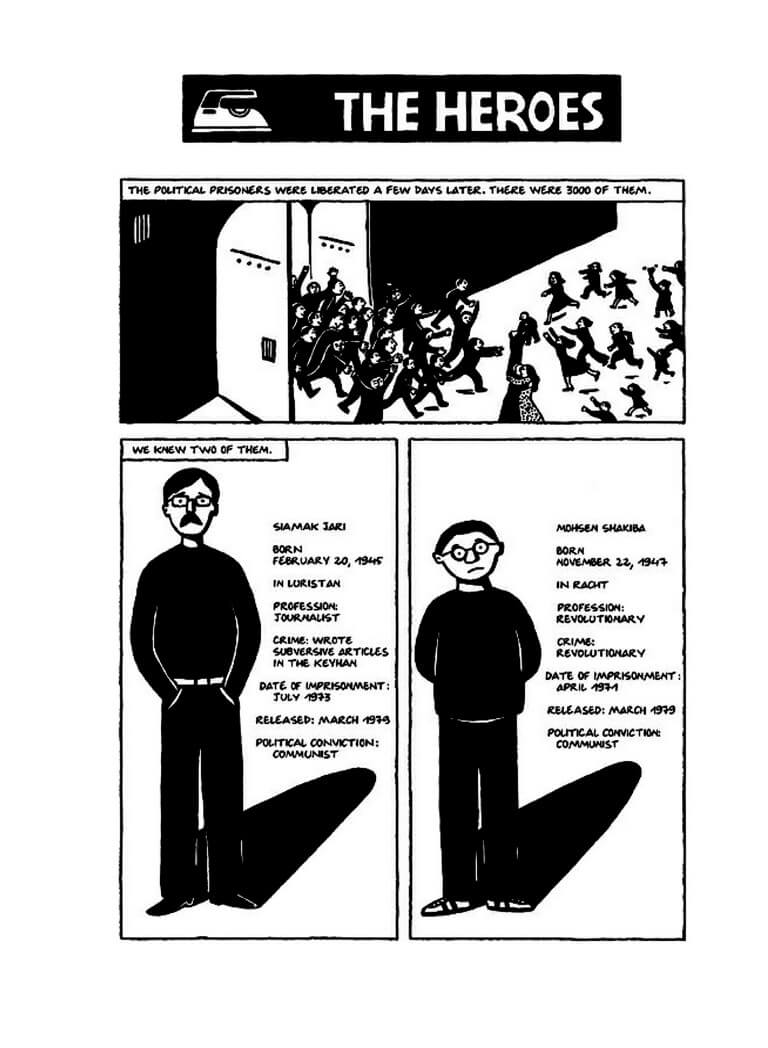 THE HEROES
THE POLITICAL PRISONERS WERE LIBERATED A FEW DAYS LATER. THERE WERE 3000 OF THEM.
WE KNEW TWO OF THEM.
SIAMAK JARI
BORN
FEBRUARY 20, 1945
IN LURISTAN
PROFESSION:
JOURNALIST
CRIME: WROTE
SUBVERSIVE ARTICLES
IN THE KEYHAN
DATE OF IMPRISONMENT:
JULY 1973
RELEASED: MARCH 1979
POLITICAL CONVICTION:
COMMUNIST
MOHSEN SHAKIBA
BORN
NOVEMBER 22, 1947
IN RACHT
PROFESSION:
REVOLUTIONARY
CRIME:
REVOLUTIONARY
DATE OF IMPRISONMENT:
APRIL 1971
RELEASED: MARCH 1979
POLITICAL CONVICTION:
COMMUNIST